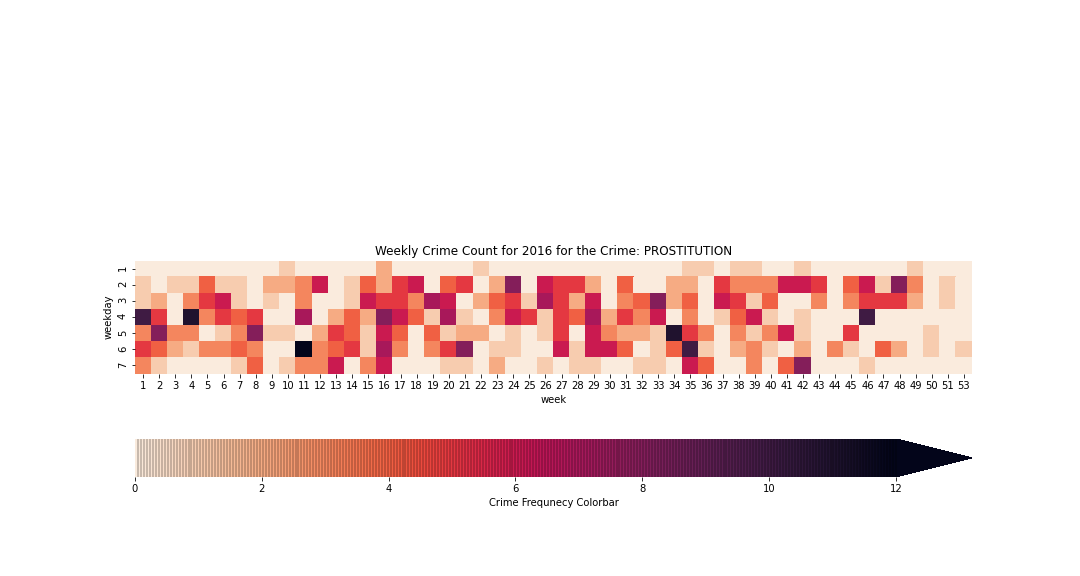 Weekly Crime Count for 2016 for the Crime: PROSTITUTION
weekday
1
2
3
4
5
6
7
1 2 3 4 5 6 7 8 9 10 11 12 13 14 15 16 17 18 19 20 21 22 23 24 25 26 27 28 29 30 31 32 33 34 35 36 37 38 39 40 41 42 43 44 45 46 47 48 49 50 51 53
week
0 2 4 6 8 10 12
Crime Frequnecy Colorbar